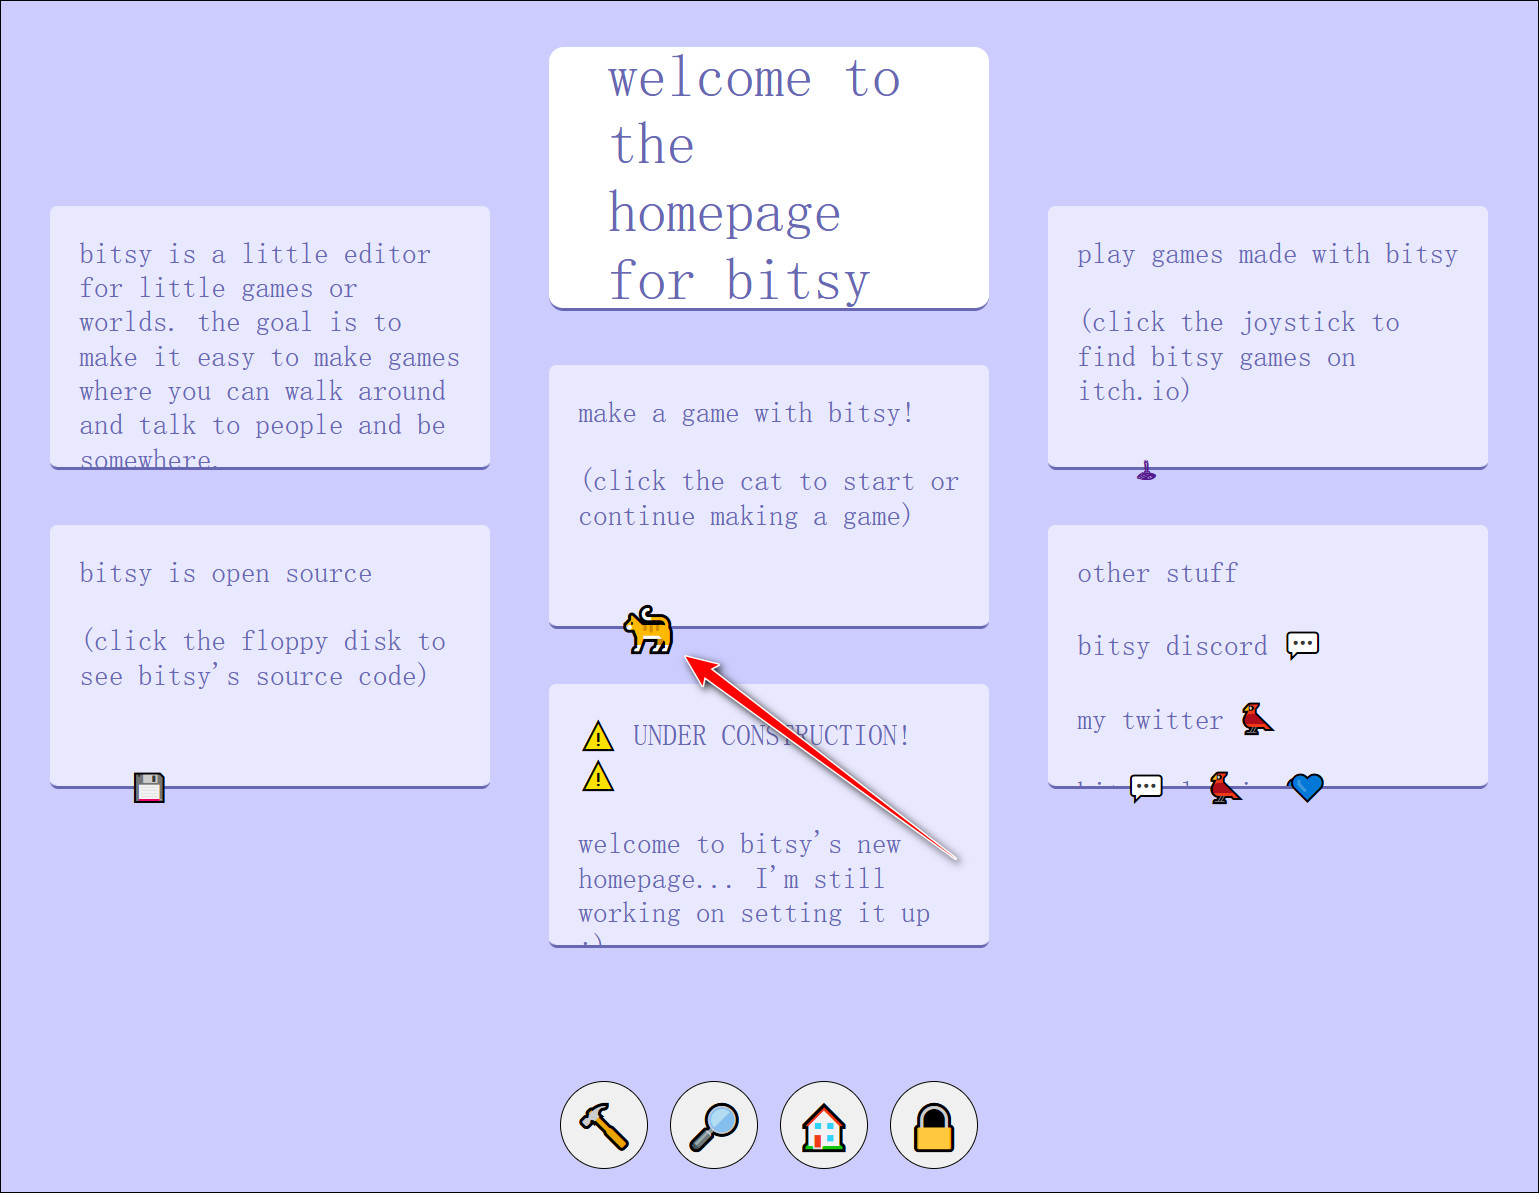 welcome to
the
homepage
for bitsy
bitsy is a little editor
for little games or
worlds. the goal is to
make it easy to make games
where you can walk around
and talk to people and be
somewhere.
bitsy is open source
(click the floppy disk to
see bitsy's source code)
make a game with bitsy!
(click the cat to start or
continue making a game)
UNDER CONSTRUCTION!
welcome to bitsy's new
homepage... I'm still
working on setting it up
:)
play games made with bitsy
(click the joystick to
find bitsy games on
itch.io)
other stuff
bitsy discord
my twitter